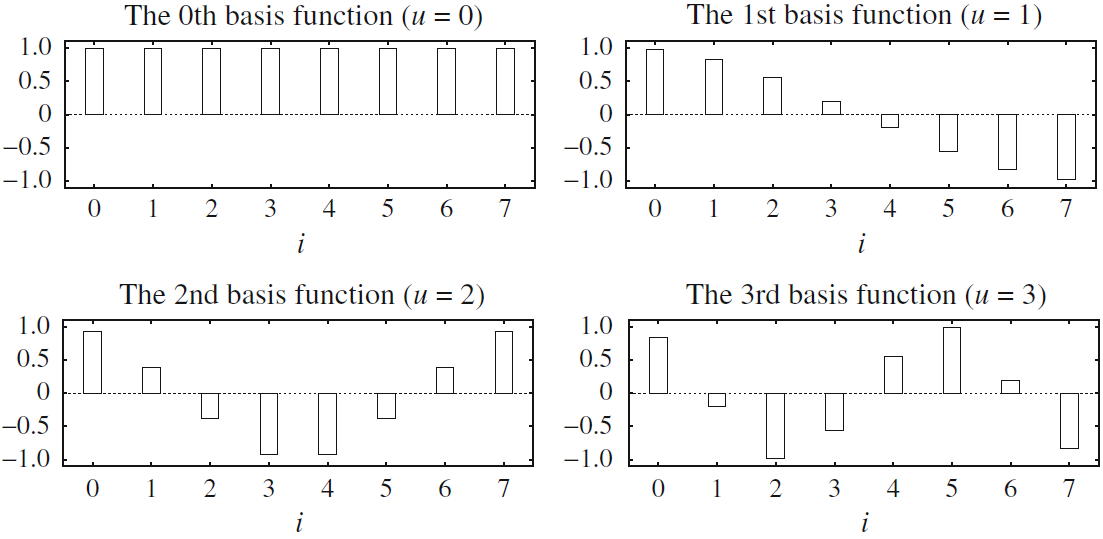 The 0th basis function (u = 0)
1.0
0.5
0
−0.5
−1.0
0 1 2 3 4 5 6 7
i
The 1st basis function (u = 1)
1.0
0.5
0
−0.5
−1.0
0 1 2 3 4 5 6 7
i
The 2nd basis function (u = 2)
1.0
0.5
0
−0.5
−1.0
0 1 2 3 4 5 6 7
i
The 3rd basis function (u = 3)
1.0
0.5
0
−0.5
−1.0
0 1 2 3 4 5 6 7
i